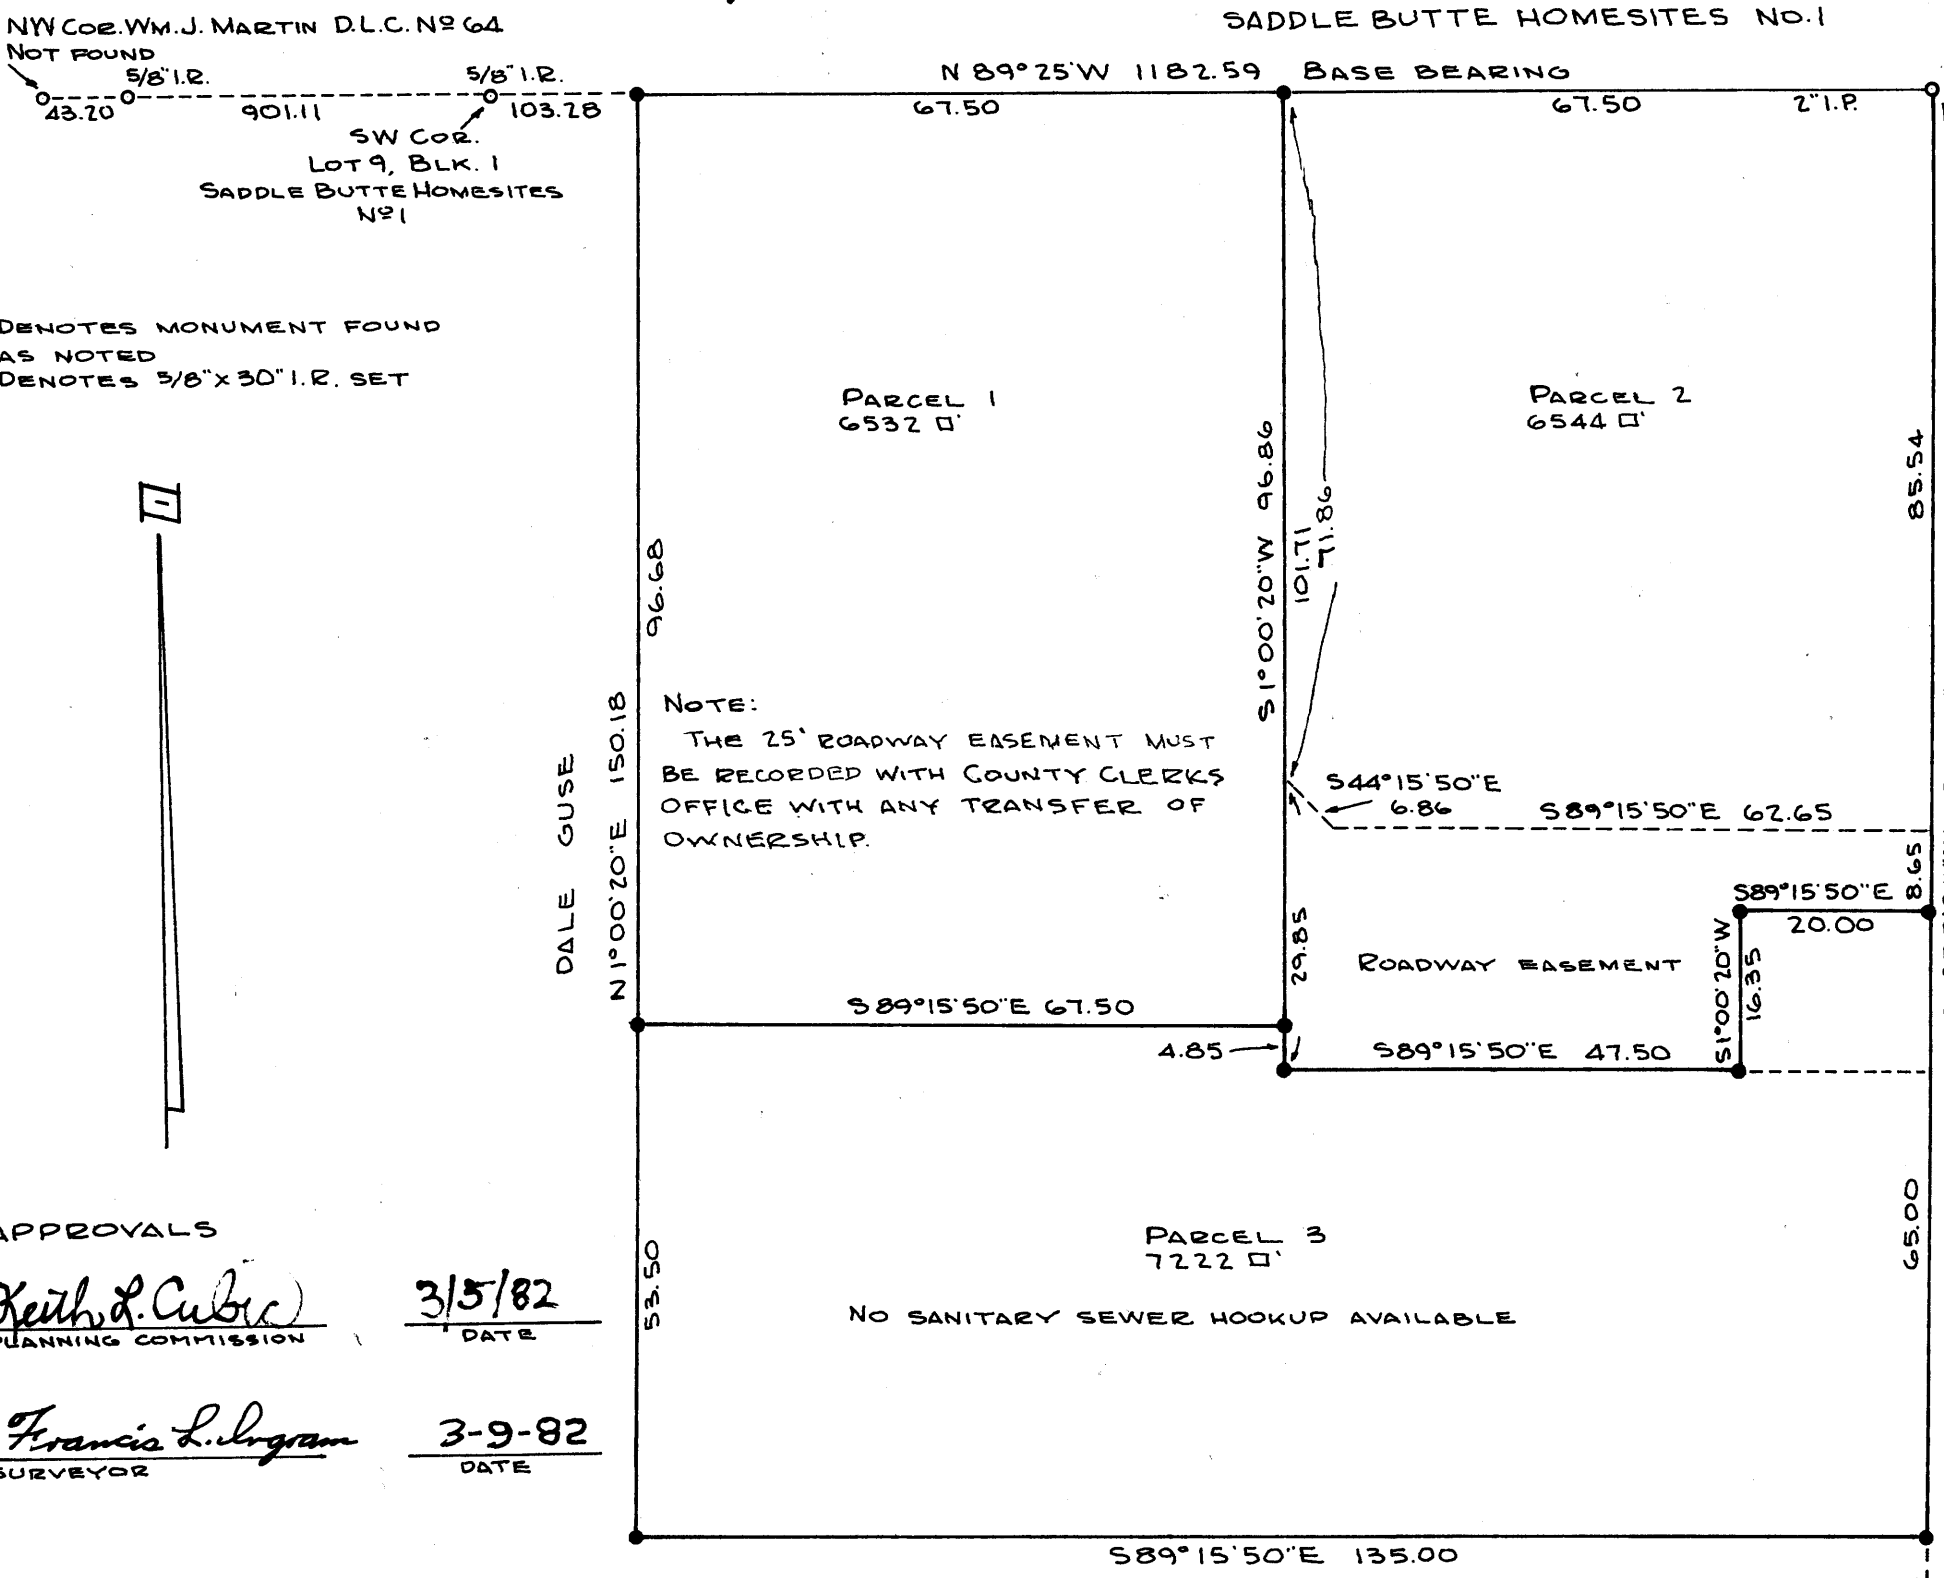 NW COR. WM. J. MARTIN D.L.C. Nº 64
NOT FOUND
SADDLE BUTTE HOMESITES NO. 1
5/8" I.R.
5/8" I.R.
N 89°25'W 1182.59 BASE BEARING
43.20
901.11
103.28
67.50
67.50
2" I.P.
SW COR.
LOT 9, BLK. 1
SADDLE BUTTE HOMESITES
Nº 1
DENOTES MONUMENT FOUND
AS NOTED
DENOTES 5/8" X 30" I.R. SET
PARCEL 1
6532 □'
PARCEL 2
6544 □'
S 1°00'20"W 96.86
101.71
71.86
85.54
96.68
N 1°00'20"E 150.18
DALE GUSE
NOTE:
THE 25' ROADWAY EASEMENT MUST
BE RECORDED WITH COUNTY CLERKS
OFFICE WITH ANY TRANSFER OF
OWNERSHIP.
S44°15'50"E
6.86
S89°15'50"E 62.65
8.65
S89°15'50"E
20.00
29.85
ROADWAY EASEMENT
S1°00'20"W
16.35
S 89°15'50"E 67.50
4.85
S89°15'50"E 47.50
65.00
53.50
PARCEL 3
7222 □'
NO SANITARY SEWER HOOKUP AVAILABLE
S89°15'50"E 135.00
APPROVALS
Keith L. Cubic
3/5/82
PLANNING COMMISSION
DATE
Francis L. Ingram
3-9-82
SURVEYOR
DATE